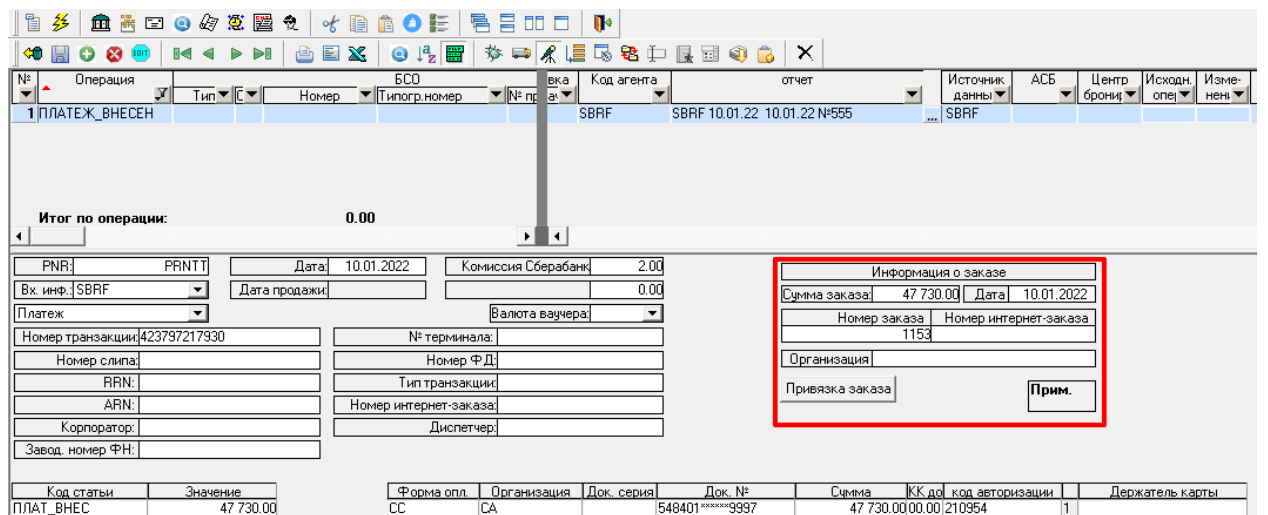 EDIT
№ Операция БСО вка Код агента отчет Источник АСБ Центр Исходн. Изме-
Тип Номер Типогр.номер № данны брониц опер нени
1 ПЛАТЕЖ_ВНЕСЕН SBRF SBRF 10.01.22 10.01.22 №555 ... SBRF
Итог по операции: 0.00
PNR: PRNTT Дата: 10.01.2022 Комиссия Сберабанк 2.00
Информация о заказе
Вх. инф.: SBRF Дата продажи: 0.00
Сумма заказа: 47 730.00 Дата 10.01.2022
Платеж Валюта ваучера:
Номер заказа Номер интернет-заказа
Номер транзакции: 423797217930 № терминала:
1153
Номер слипа: Номер ФД:
Организация
RRN: Тип транзакции:
Привязка заказа Прим.
ARN: Номер интернет-заказа:
Корпоратор: Диспетчер:
Завод. номер ФН:
Код статьи Значение Форма опл. Организация Док. серия Док. № Сумма КК до код авторизации Держатель карты
ПЛАТ_ВНЕС 47 730.00 CC CA 548401******9997 47 730.00 00.00 210954 1